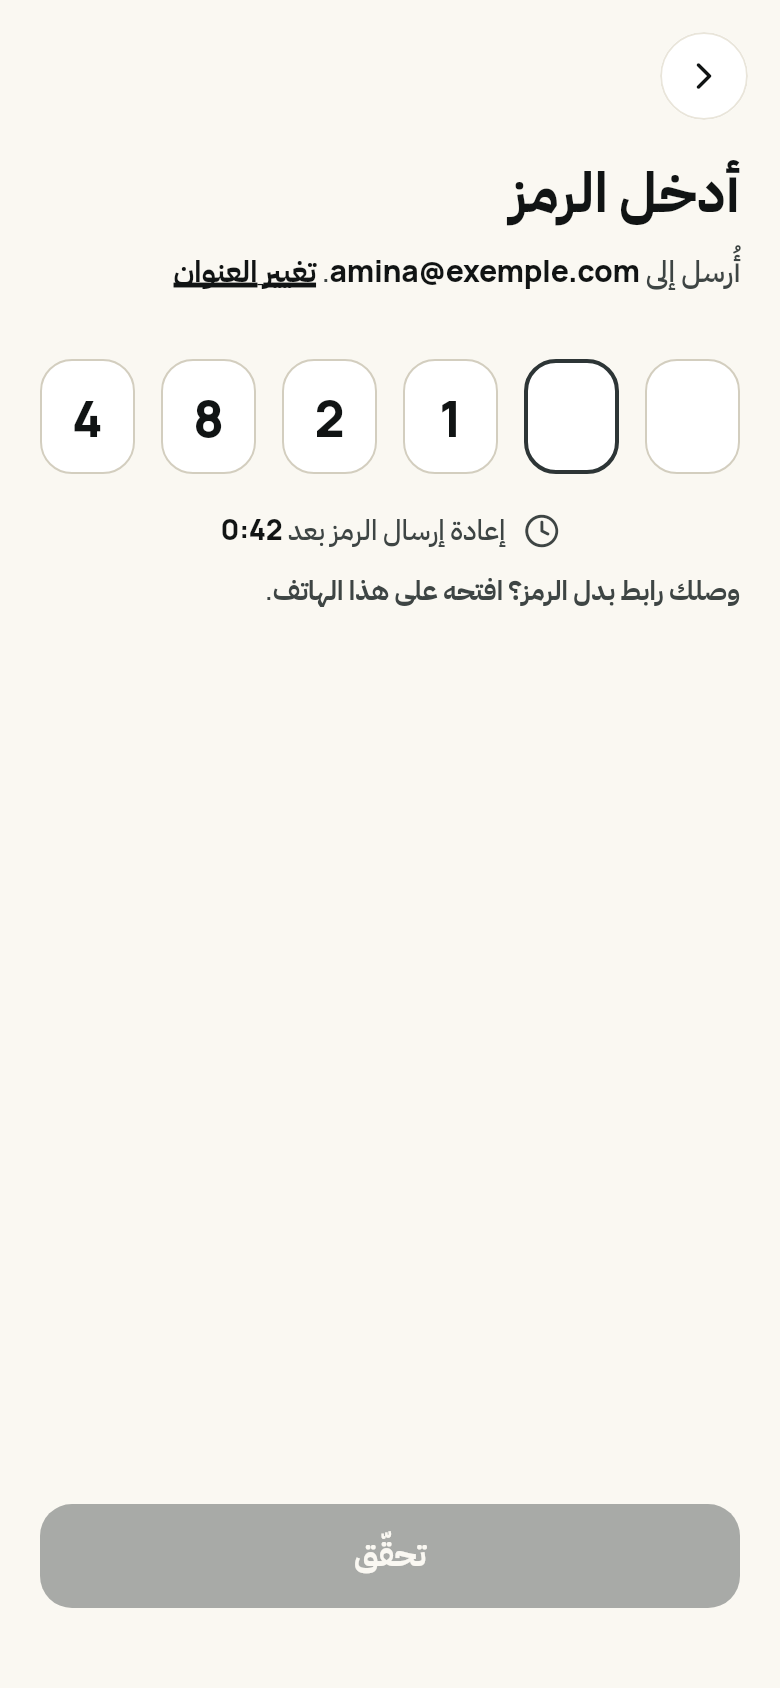 أدخل الرمز
أُرسل إلى amina@exemple.com. تغيير العنوان
4 8 2 1
إعادة إرسال الرمز بعد 0:42
وصلك رابط بدل الرمز؟ افتحه على هذا الهاتف.
تحقّق